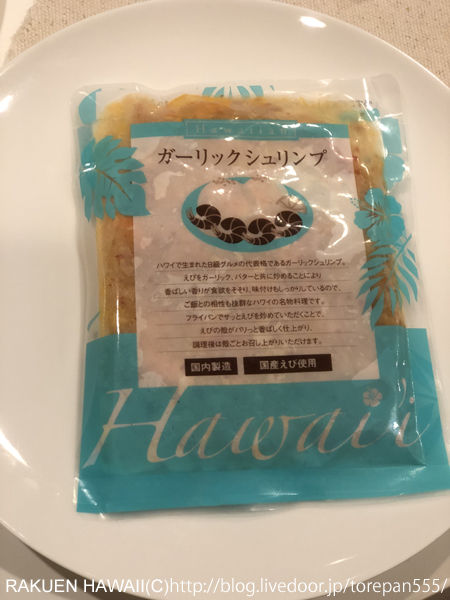 Hawaiian
ガーリックシュリンプ
ハワイで生まれたB級グルメの代表格であるガーリックシュリンプ。
えびをガーリック、バターと共に炒めることにより
香ばしい香りが食欲をそそり、味付けもしっかりしているので、
ご飯との相性も抜群なハワイの名物料理です。
フライパンでサッとえびを炒めていただくことで、
えびの殻がパリっと香ばしく仕上がり、
調理後は殻ごとお召し上がりいただけます。
国内製造 国産えび使用
Hawaii
RAKUEN HAWAII(C)http://blog.livedoor.jp/torepan555/